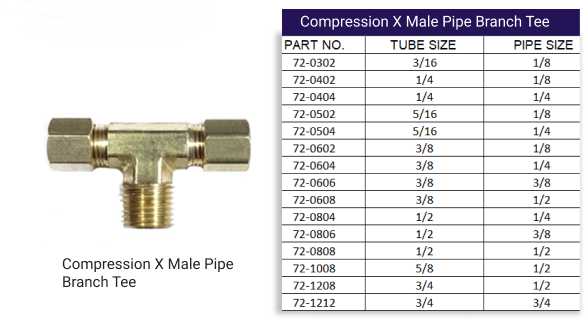 Compression X Male Pipe Branch Tee
PART NO. TUBE SIZE PIPE SIZE
72-0302 3/16 1/8
72-0402 1/4 1/8
72-0404 1/4 1/4
72-0502 5/16 1/8
72-0504 5/16 1/4
72-0602 3/8 1/8
72-0604 3/8 1/4
72-0606 3/8 3/8
72-0608 3/8 1/2
72-0804 1/2 1/4
72-0806 1/2 3/8
72-0808 1/2 1/2
72-1008 5/8 1/2
72-1208 3/4 1/2
72-1212 3/4 3/4
Compression X Male Pipe
Branch Tee